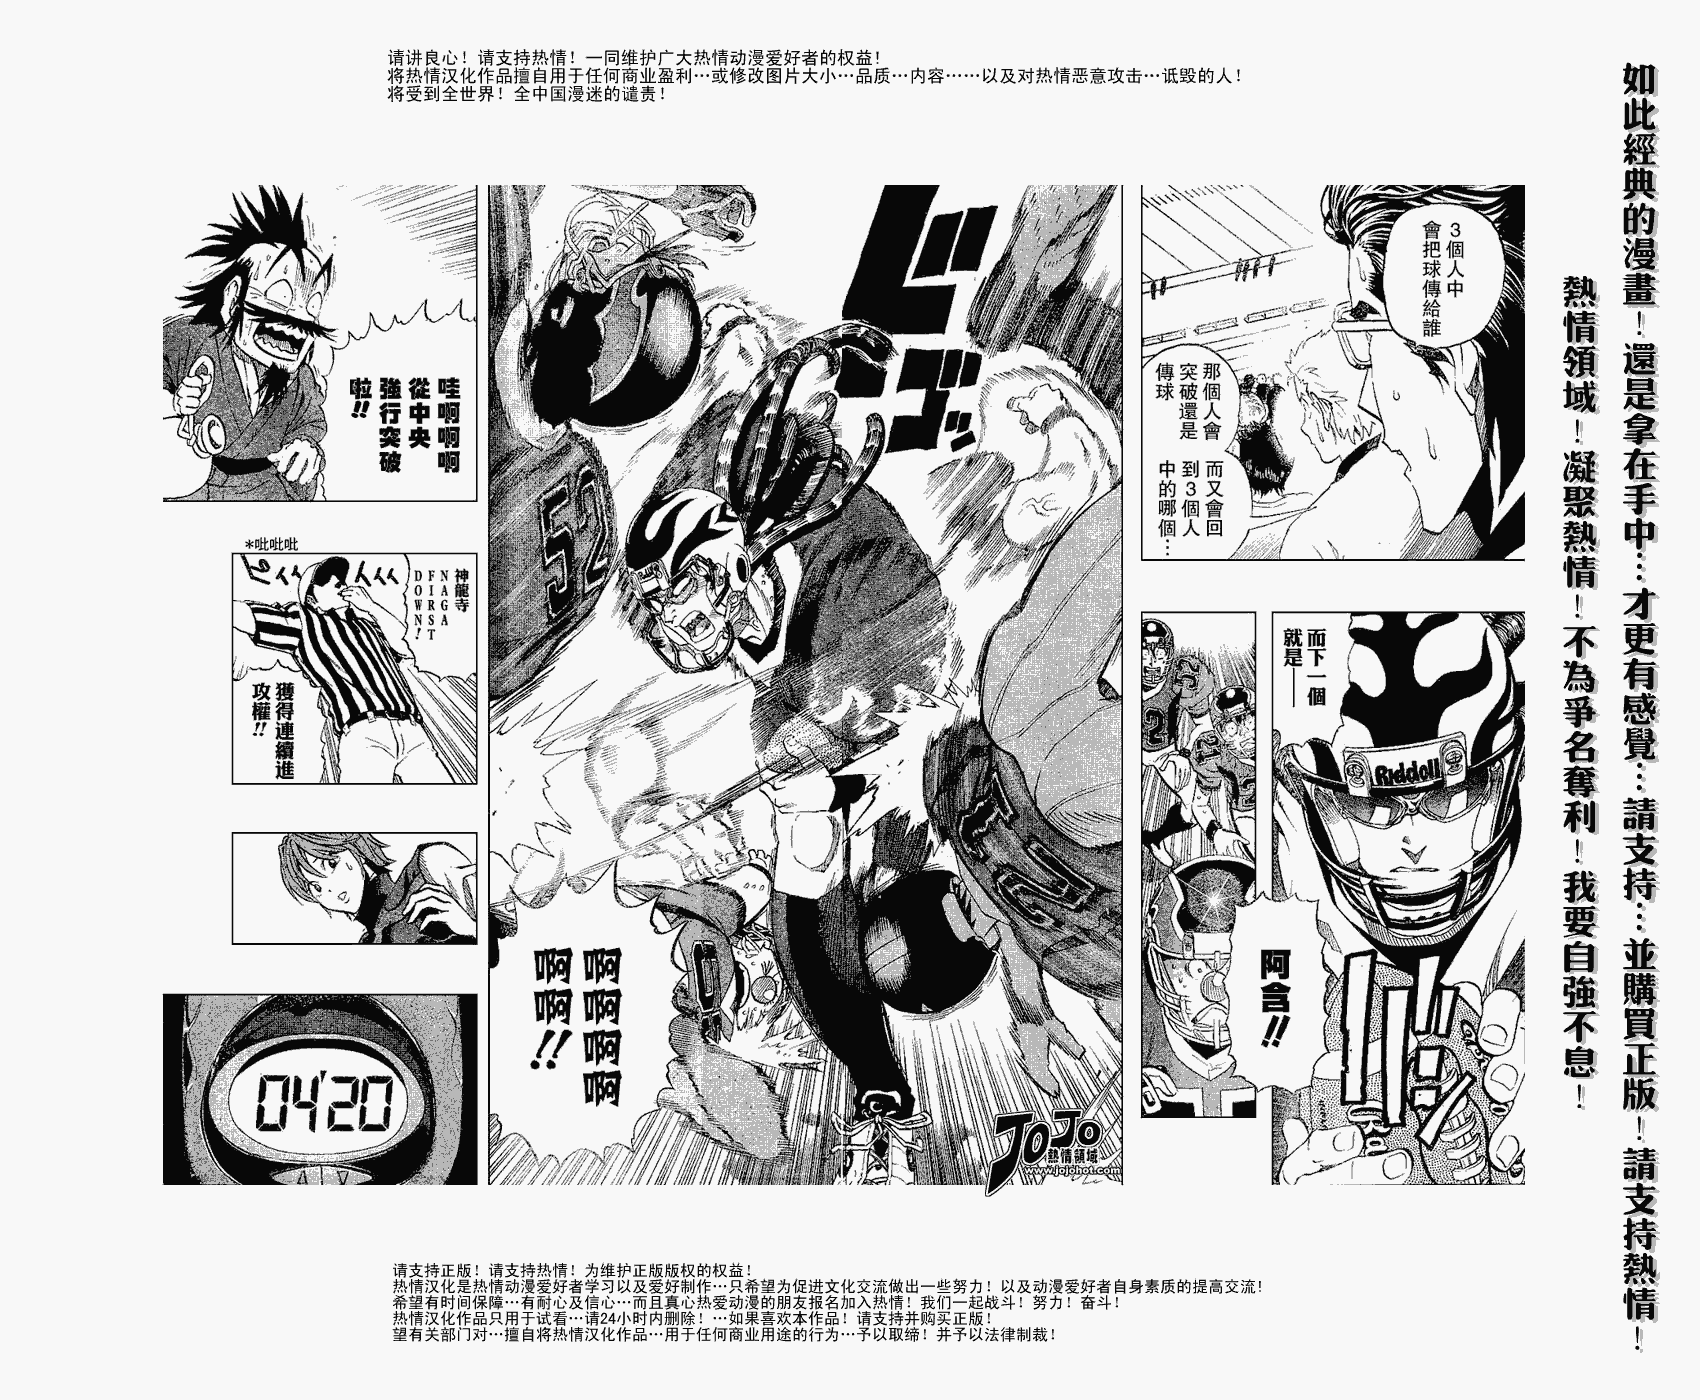 请讲良心！请支持热情！一同维护广大热情动漫爱好者的权益！
将热情汉化作品擅自用于任何商业盈利…或修改图片大小…品质…内容……以及对热情恶意攻击…诋毁的人！
将受到全世界！全中国漫迷的谴责！
如此經典的漫畫！還是拿在手中…才更有感覺…請支持…並購買正版！請支持熱情！
熱情領域！凝聚熱情！不為爭名奪利！我要自強不息！
3個人中
會把球傳給誰
那個人會
突破還是
傳球
而又會回
到3個人
中的哪個…
而下一個
就是——
Riddell
阿含!!
ドゴッ
52
21
哇啊啊啊
從中央
強行突破
啦!!
*吡吡吡
ピィィィィ
神龍寺
NAGA
FIRST
DOWN!
獲得連續進
攻權!!
04'20
JOJO
熱情領域
www.jojohot.com
请支持正版！请支持热情！为维护正版版权的权益！
热情汉化是热情动漫爱好者学习以及爱好制作…只希望为促进文化交流做出一些努力！以及动漫爱好者自身素质的提高交流！
希望有时间保障…有耐心及信心…而且真心热爱动漫的朋友报名加入热情！我们一起战斗！努力！奋斗！
热情汉化作品只用于试看…请24小时内删除！…如果喜欢本作品！请支持并购买正版！
望有关部门对…擅自将热情汉化作品…用于任何商业用途的行为…予以取缔！并予以法律制裁！